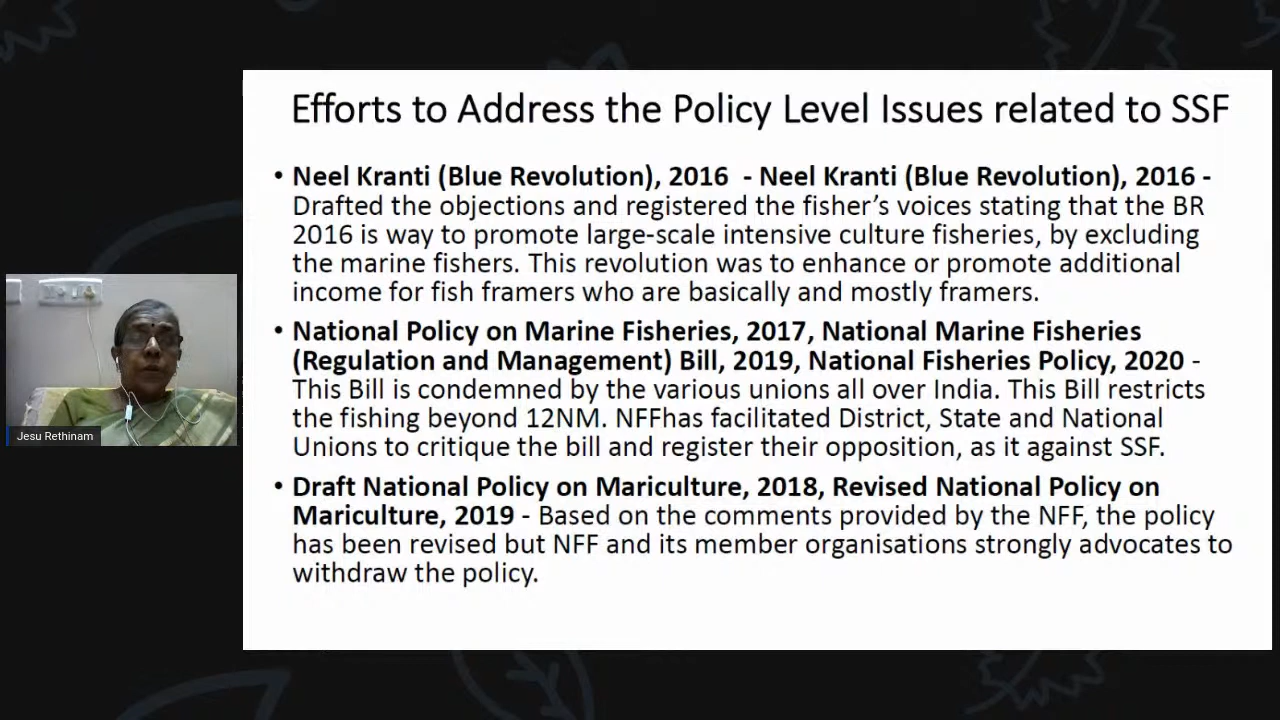 Efforts to Address the Policy Level Issues related to SSF
• Neel Kranti (Blue Revolution), 2016 - Neel Kranti (Blue Revolution), 2016 -
Drafted the objections and registered the fisher's voices stating that the BR
2016 is way to promote large-scale intensive culture fisheries, by excluding
the marine fishers. This revolution was to enhance or promote additional
income for fish framers who are basically and mostly framers.
• National Policy on Marine Fisheries, 2017, National Marine Fisheries
(Regulation and Management) Bill, 2019, National Fisheries Policy, 2020 -
This Bill is condemned by the various unions all over India. This Bill restricts
the fishing beyond 12NM. NFFhas facilitated District, State and National
Unions to critique the bill and register their opposition, as it against SSF.
• Draft National Policy on Mariculture, 2018, Revised National Policy on
Mariculture, 2019 - Based on the comments provided by the NFF, the policy
has been revised but NFF and its member organisations strongly advocates to
withdraw the policy.
Jesu Rethinam